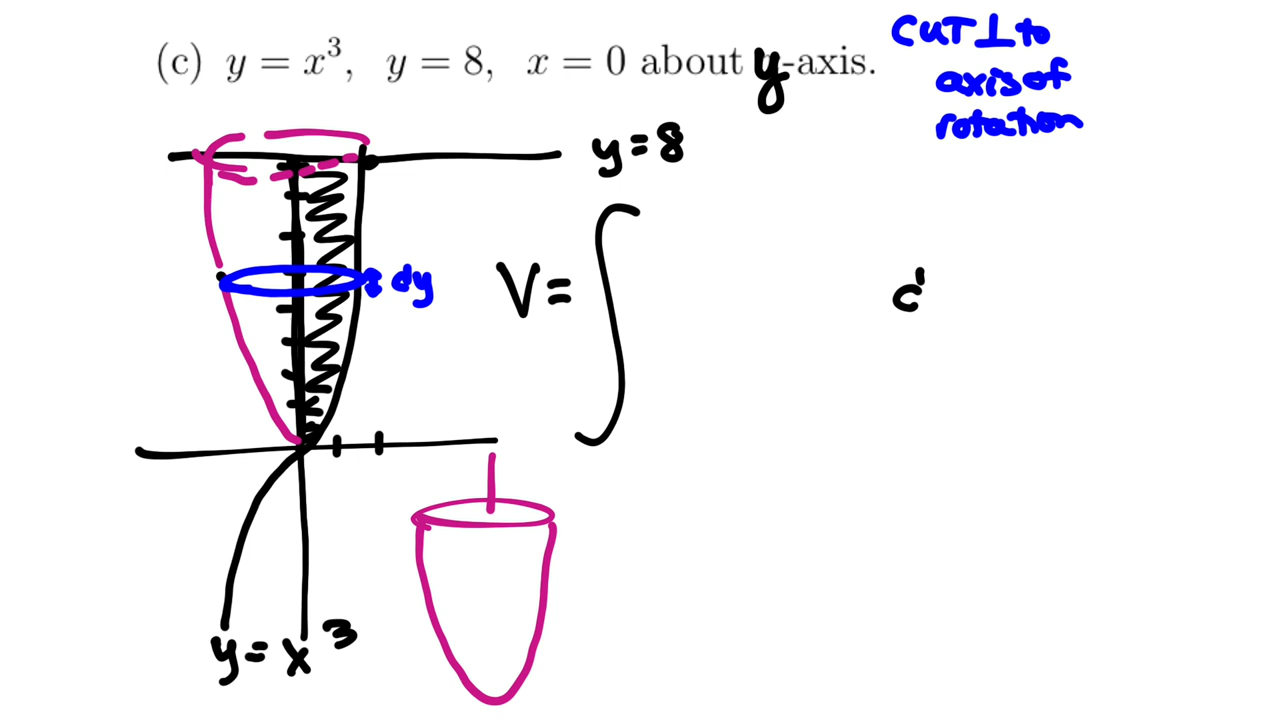 (c) y = x³, y = 8, x = 0 about y-axis.
CUT ⊥ to
axis of
rotation
y = 8
dy
V = ∫
y = x³